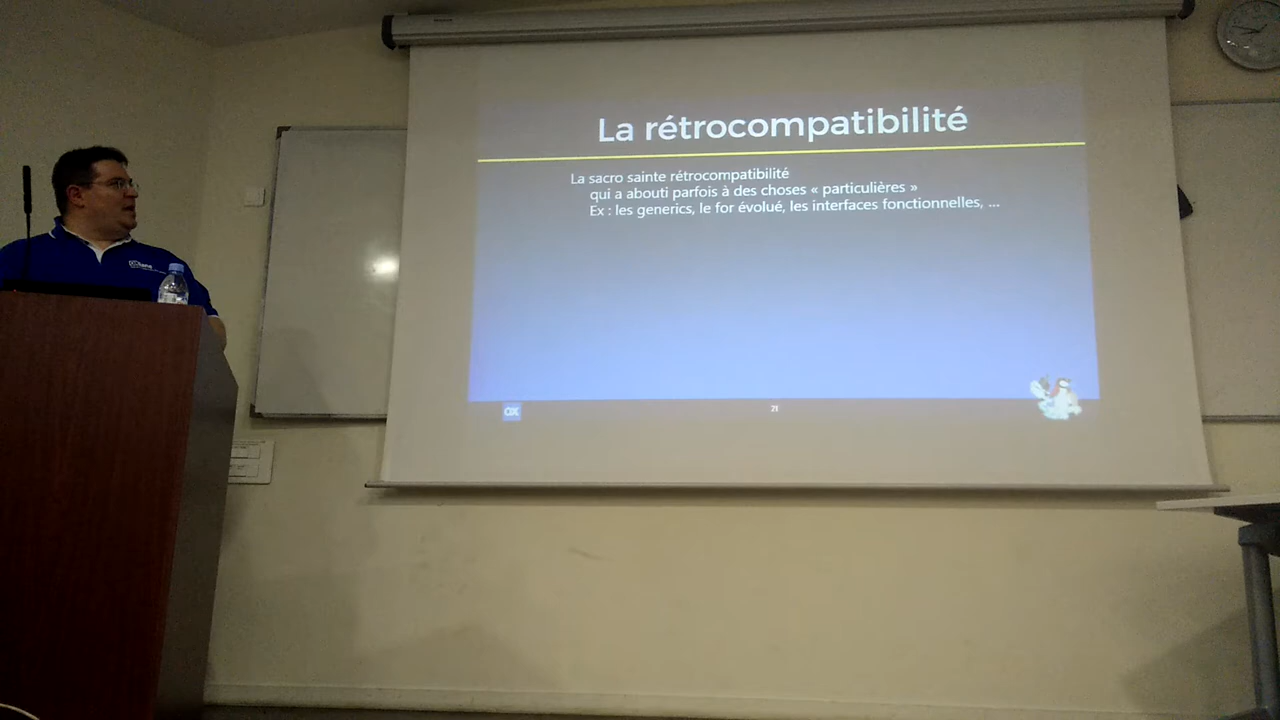 La rétrocompatibilité
La sacro sainte rétrocompatibilité
qui a abouti parfois à des choses « particulières »
Ex : les generics, le for évolué, les interfaces fonctionnelles, ...
OX
21